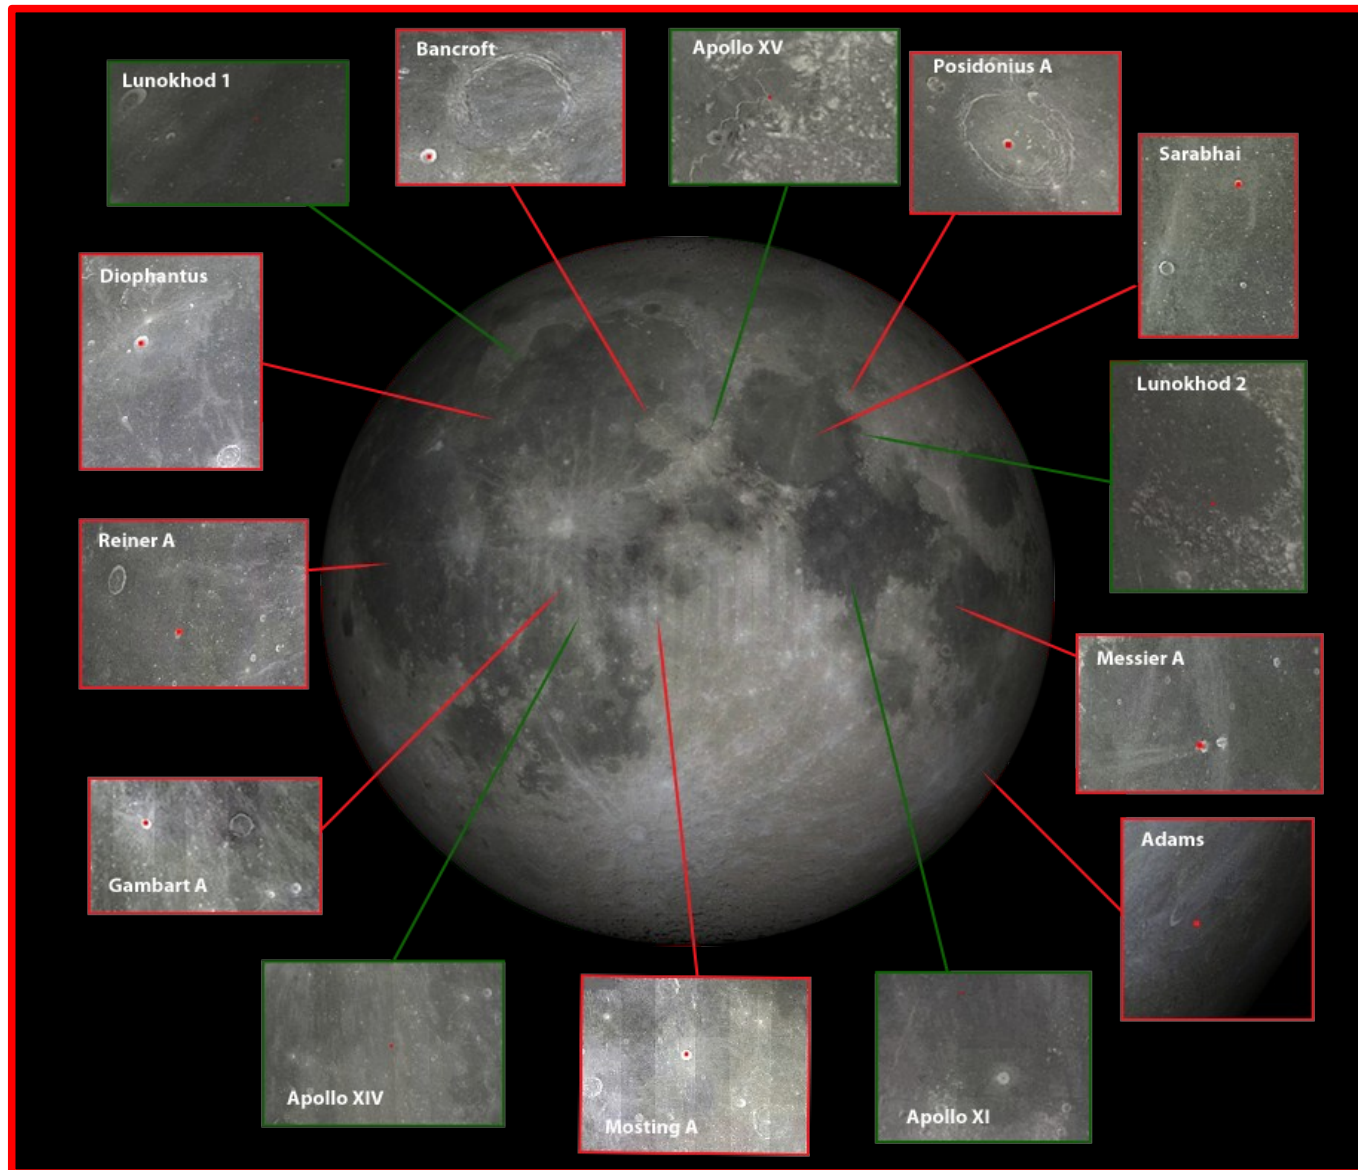 Lunokhod 1
Bancroft
Apollo XV
Posidonius A
Sarabhai
Diophantus
Lunokhod 2
Reiner A
Messier A
Gambart A
Adams
Apollo XIV
Mosting A
Apollo XI